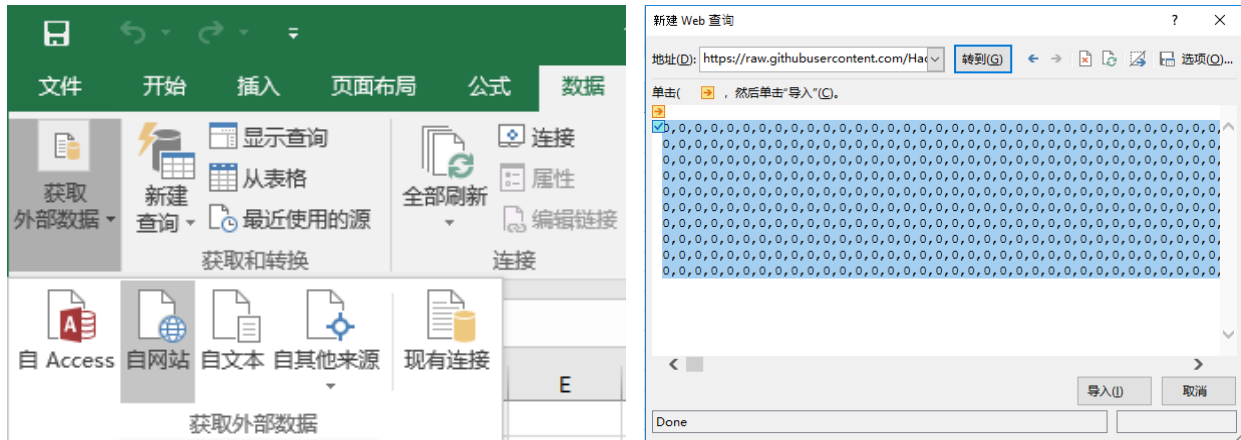 文件 开始 插入 页面布局 公式 数据
获取
外部数据
新建
查询
显示查询
从表格
最近使用的源
获取和转换
全部刷新
连接
属性
编辑链接
连接
自 Access 自网站 自文本 自其他来源 现有连接
获取外部数据
E
新建 Web 查询
地址(D): https://raw.githubusercontent.com/Ha 转到(G) 选项(O)...
单击( ，然后单击“导入”(C)。
0,0,0,0,0,0,0,0,0,0,0,0,0,0,0,0,0,0,0,0,0,0,0,0,0,0,0,0,0,0,0,0,0,0,0,
0,0,0,0,0,0,0,0,0,0,0,0,0,0,0,0,0,0,0,0,0,0,0,0,0,0,0,0,0,0,0,0,0,0,0,
0,0,0,0,0,0,0,0,0,0,0,0,0,0,0,0,0,0,0,0,0,0,0,0,0,0,0,0,0,0,0,0,0,0,0,
0,0,0,0,0,0,0,0,0,0,0,0,0,0,0,0,0,0,0,0,0,0,0,0,0,0,0,0,0,0,0,0,0,0,0,
0,0,0,0,0,0,0,0,0,0,0,0,0,0,0,0,0,0,0,0,0,0,0,0,0,0,0,0,0,0,0,0,0,0,0,
0,0,0,0,0,0,0,0,0,0,0,0,0,0,0,0,0,0,0,0,0,0,0,0,0,0,0,0,0,0,0,0,0,0,0,
0,0,0,0,0,0,0,0,0,0,0,0,0,0,0,0,0,0,0,0,0,0,0,0,0,0,0,0,0,0,0,0,0,0,0,
0,0,0,0,0,0,0,0,0,0,0,0,0,0,0,0,0,0,0,0,0,0,0,0,0,0,0,0,0,0,0,0,0,0,0,
0,0,0,0,0,0,0,0,0,0,0,0,0,0,0,0,0,0,0,0,0,0,0,0,0,0,0,0,0,0,0,0,0,0,0,
0,0,0,0,0,0,0,0,0,0,0,0,0,0,0,0,0,0,0,0,0,0,0,0,0,0,0,0,0,0,0,0,0,0,0,
导入(I) 取消
Done